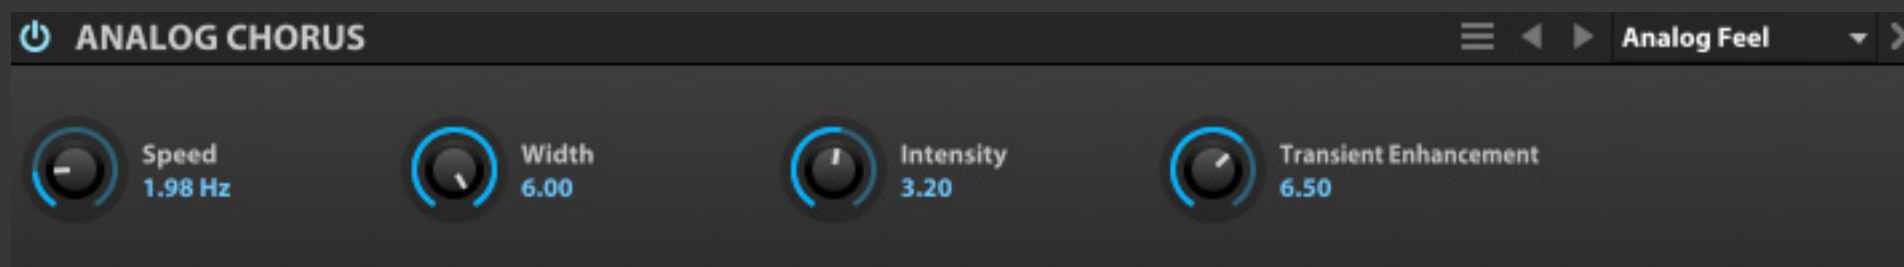 ANALOG CHORUS
Analog Feel
Speed
1.98 Hz
Width
6.00
Intensity
3.20
Transient Enhancement
6.50